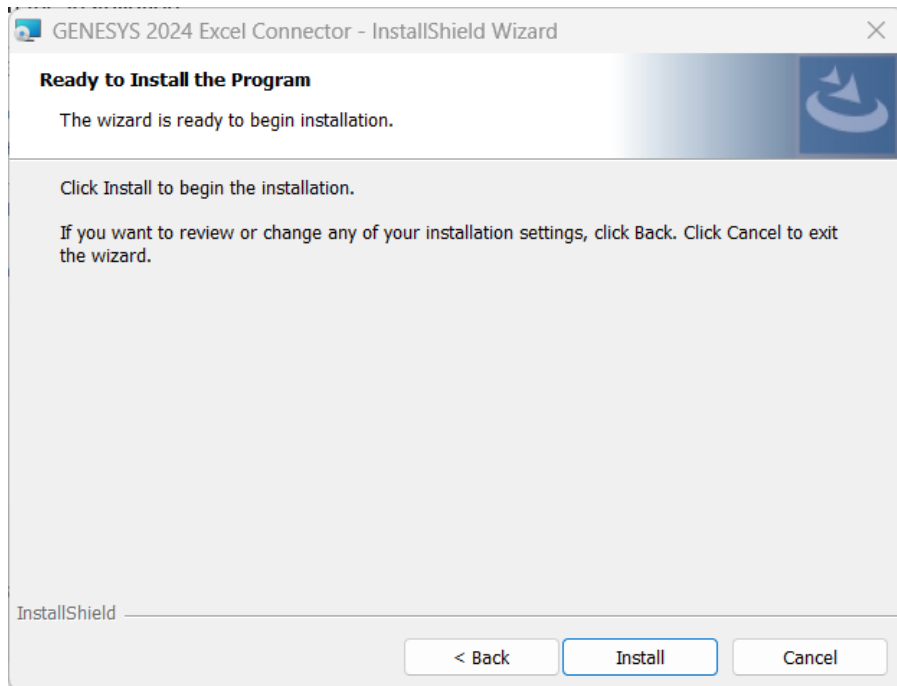 GENESYS 2024 Excel Connector - InstallShield Wizard
Ready to Install the Program
The wizard is ready to begin installation.
Click Install to begin the installation.
If you want to review or change any of your installation settings, click Back. Click Cancel to exit
the wizard.
InstallShield
< Back
Install
Cancel